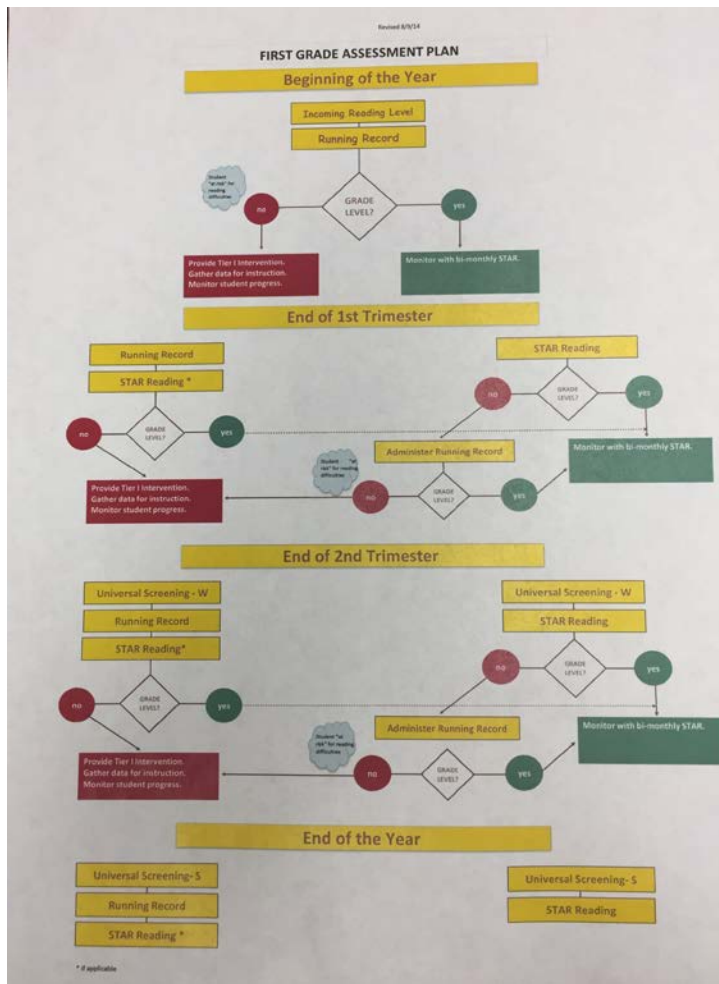 Revised 8/9/14
FIRST GRADE ASSESSMENT PLAN
Beginning of the Year
Incoming Reading Level
Running Record
Student
"at risk" for
reading
difficulties
no
GRADE
LEVEL?
yes
Provide Tier I Intervention.
Gather data for instruction.
Monitor student progress.
Monitor with bi-monthly STAR.
End of 1st Trimester
Running Record
STAR Reading *
no
GRADE
LEVEL?
yes
STAR Reading
no
GRADE
LEVEL?
yes
Administer Running Record
Monitor with bi-monthly STAR.
Student "at
risk" for reading
difficulties
no
GRADE
LEVEL?
yes
Provide Tier I Intervention.
Gather data for instruction.
Monitor student progress.
End of 2nd Trimester
Universal Screening - W
Running Record
STAR Reading*
no
GRADE
LEVEL?
yes
Universal Screening - W
STAR Reading
no
GRADE
LEVEL?
yes
Administer Running Record
Monitor with bi-monthly STAR.
Student "at
risk" for reading
difficulties
no
GRADE
LEVEL?
yes
Provide Tier I Intervention.
Gather data for instruction.
Monitor student progress.
End of the Year
Universal Screening- S
Running Record
STAR Reading *
Universal Screening- S
STAR Reading
* if applicable